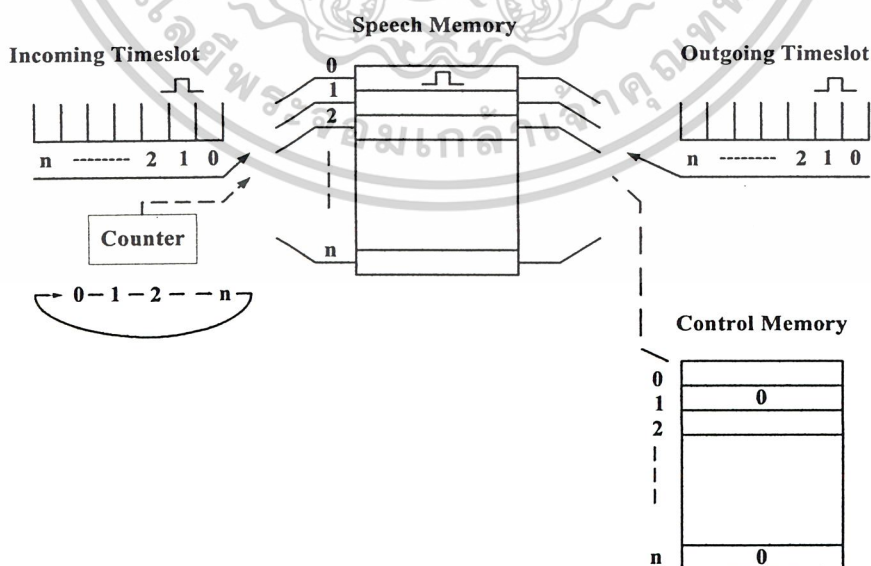 Speech Memory
Incoming Timeslot
Outgoing Timeslot
0
1
2
n
n -------- 2 1 0
n -------- 2 1 0
Counter
0 – 1 – 2 – – n
Control Memory
0
1 0
2
n 0